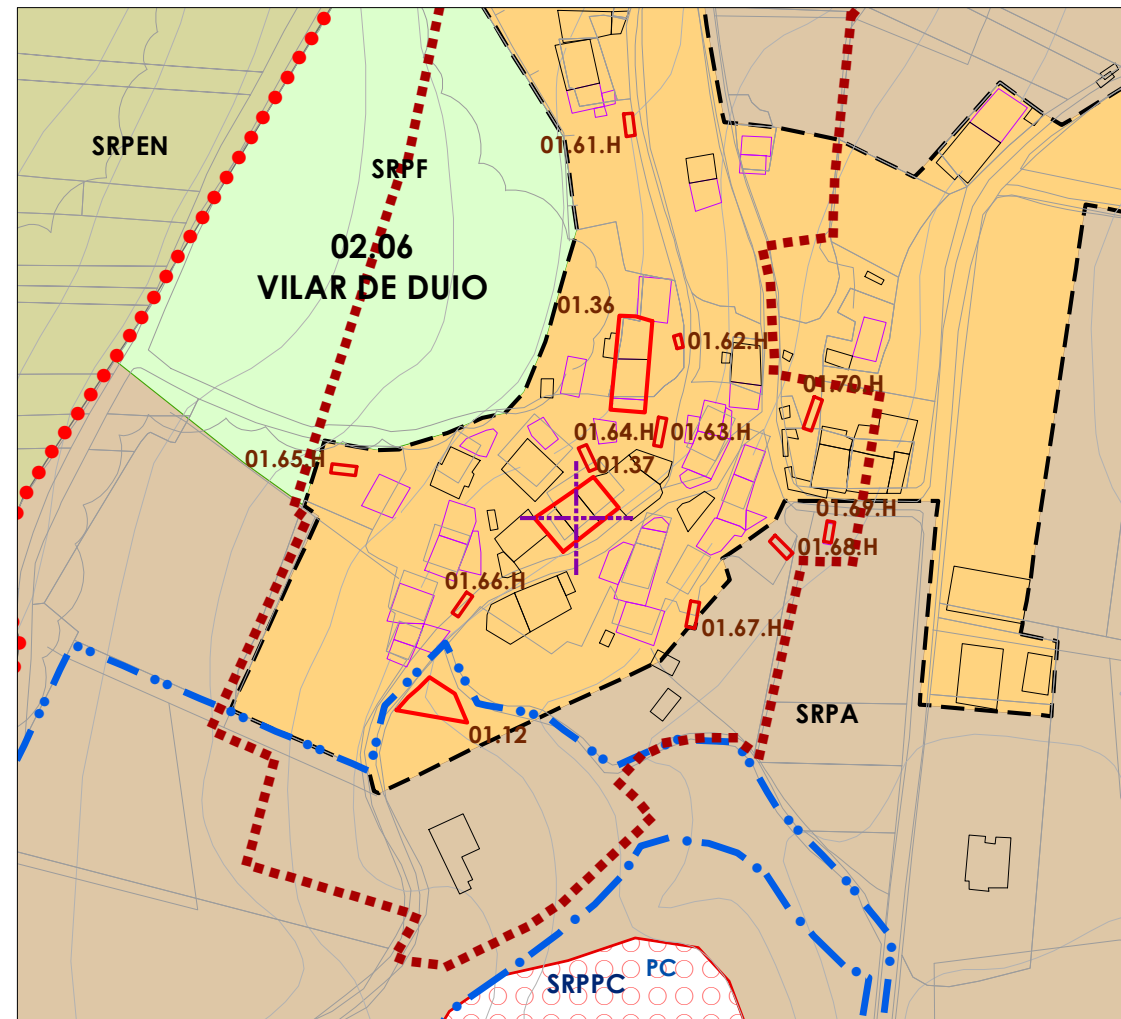 SRPEN
01.61.H
SRPF
02.06
VILAR DE DUIO
01.36
01.62.H
01.70.H
01.64.H
01.63.H
01.65.H
01.37
01.69.H
01.68.H
01.66.H
01.67.H
SRPA
01.12
PC
SRPPC